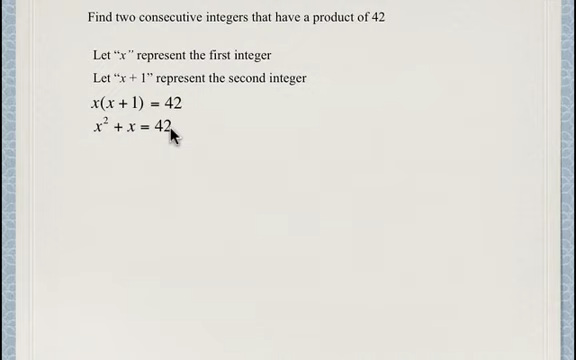 Find two consecutive integers that have a product of 42
Let “x” represent the first integer
Let “x + 1” represent the second integer
x(x + 1) = 42
x² + x = 42